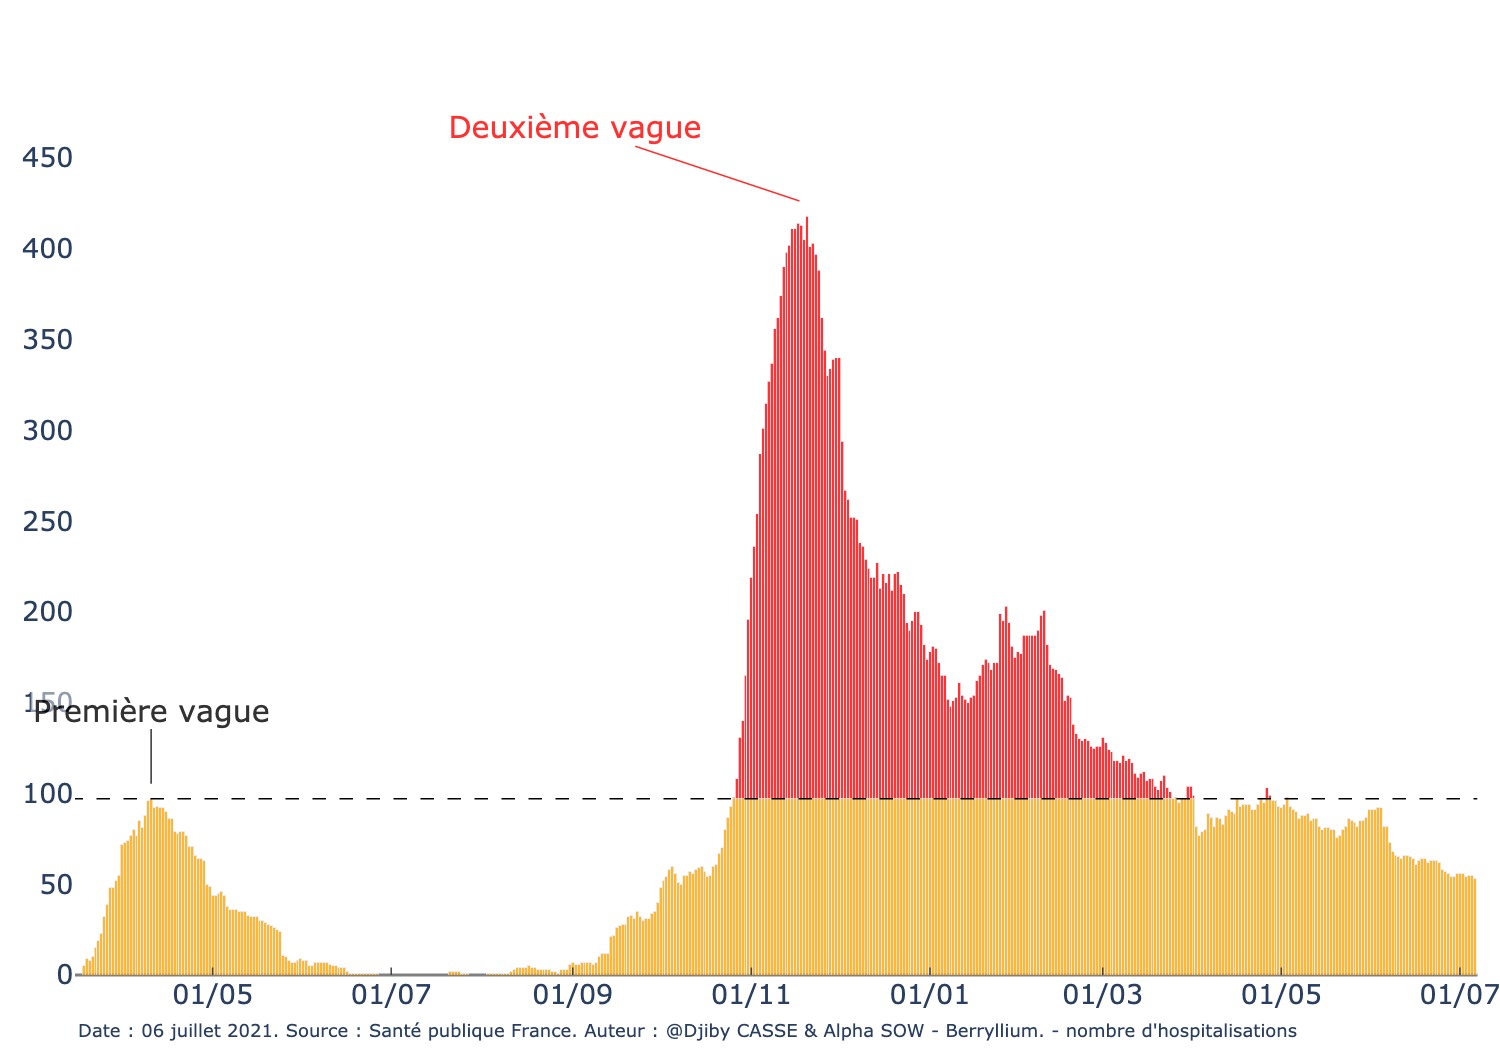 Deuxième vague
450
400
350
300
250
200
150
Première vague
100
50
0
01/05 01/07 01/09 01/11 01/01 01/03 01/05 01/07
Date : 06 juillet 2021. Source : Santé publique France. Auteur : @Djiby CASSE & Alpha SOW - Berryllium. - nombre d'hospitalisations